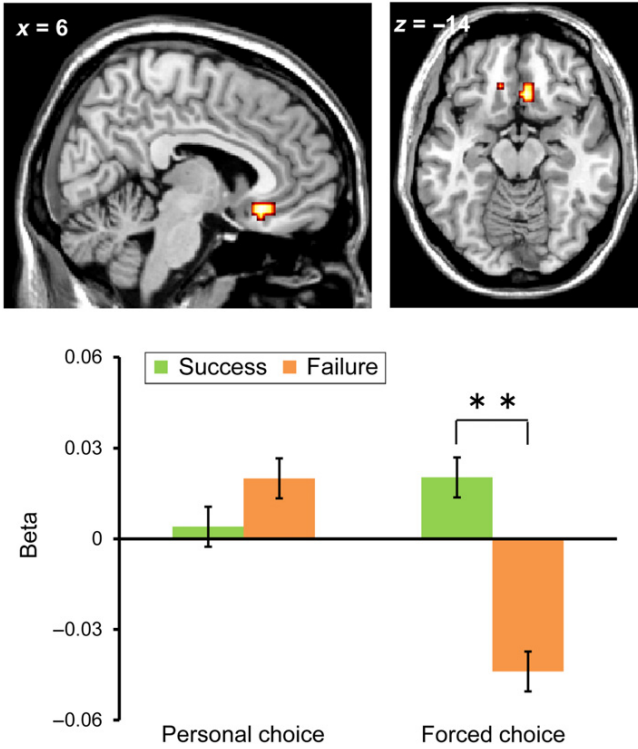 x = 6
z = –14
0.06
Success
Failure
* *
0.03
Beta
0
–0.03
–0.06
Personal choice
Forced choice